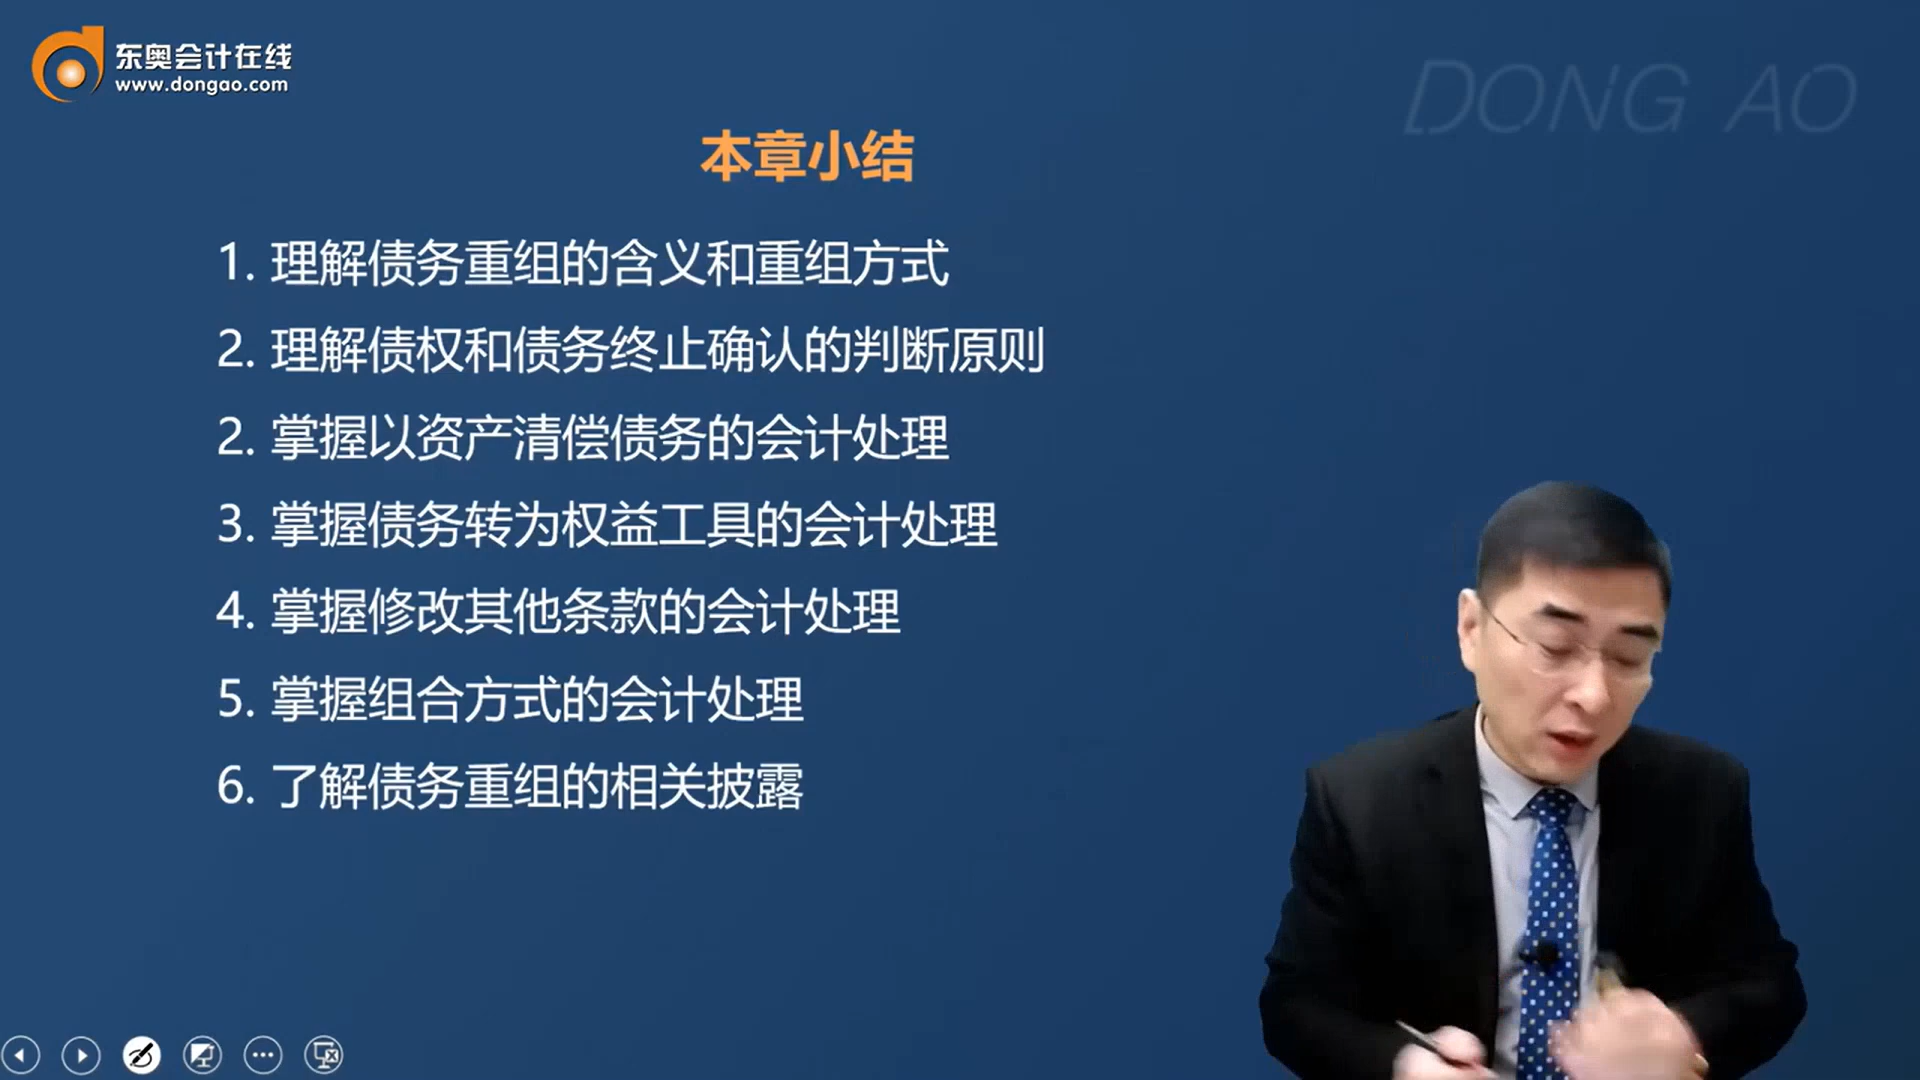 东奥会计在线
www.dongao.com
DONG AO
本章小结
1. 理解债务重组的含义和重组方式
2. 理解债权和债务终止确认的判断原则
2. 掌握以资产清偿债务的会计处理
3. 掌握债务转为权益工具的会计处理
4. 掌握修改其他条款的会计处理
5. 掌握组合方式的会计处理
6. 了解债务重组的相关披露